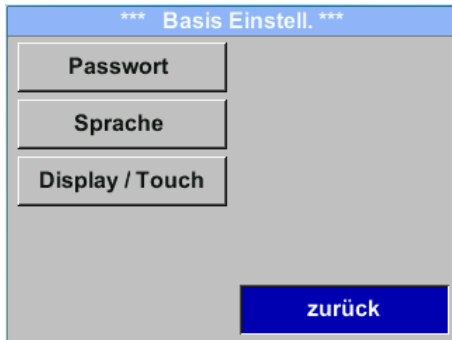 *** Basis Einstell. ***
Passwort
Sprache
Display / Touch
zurück